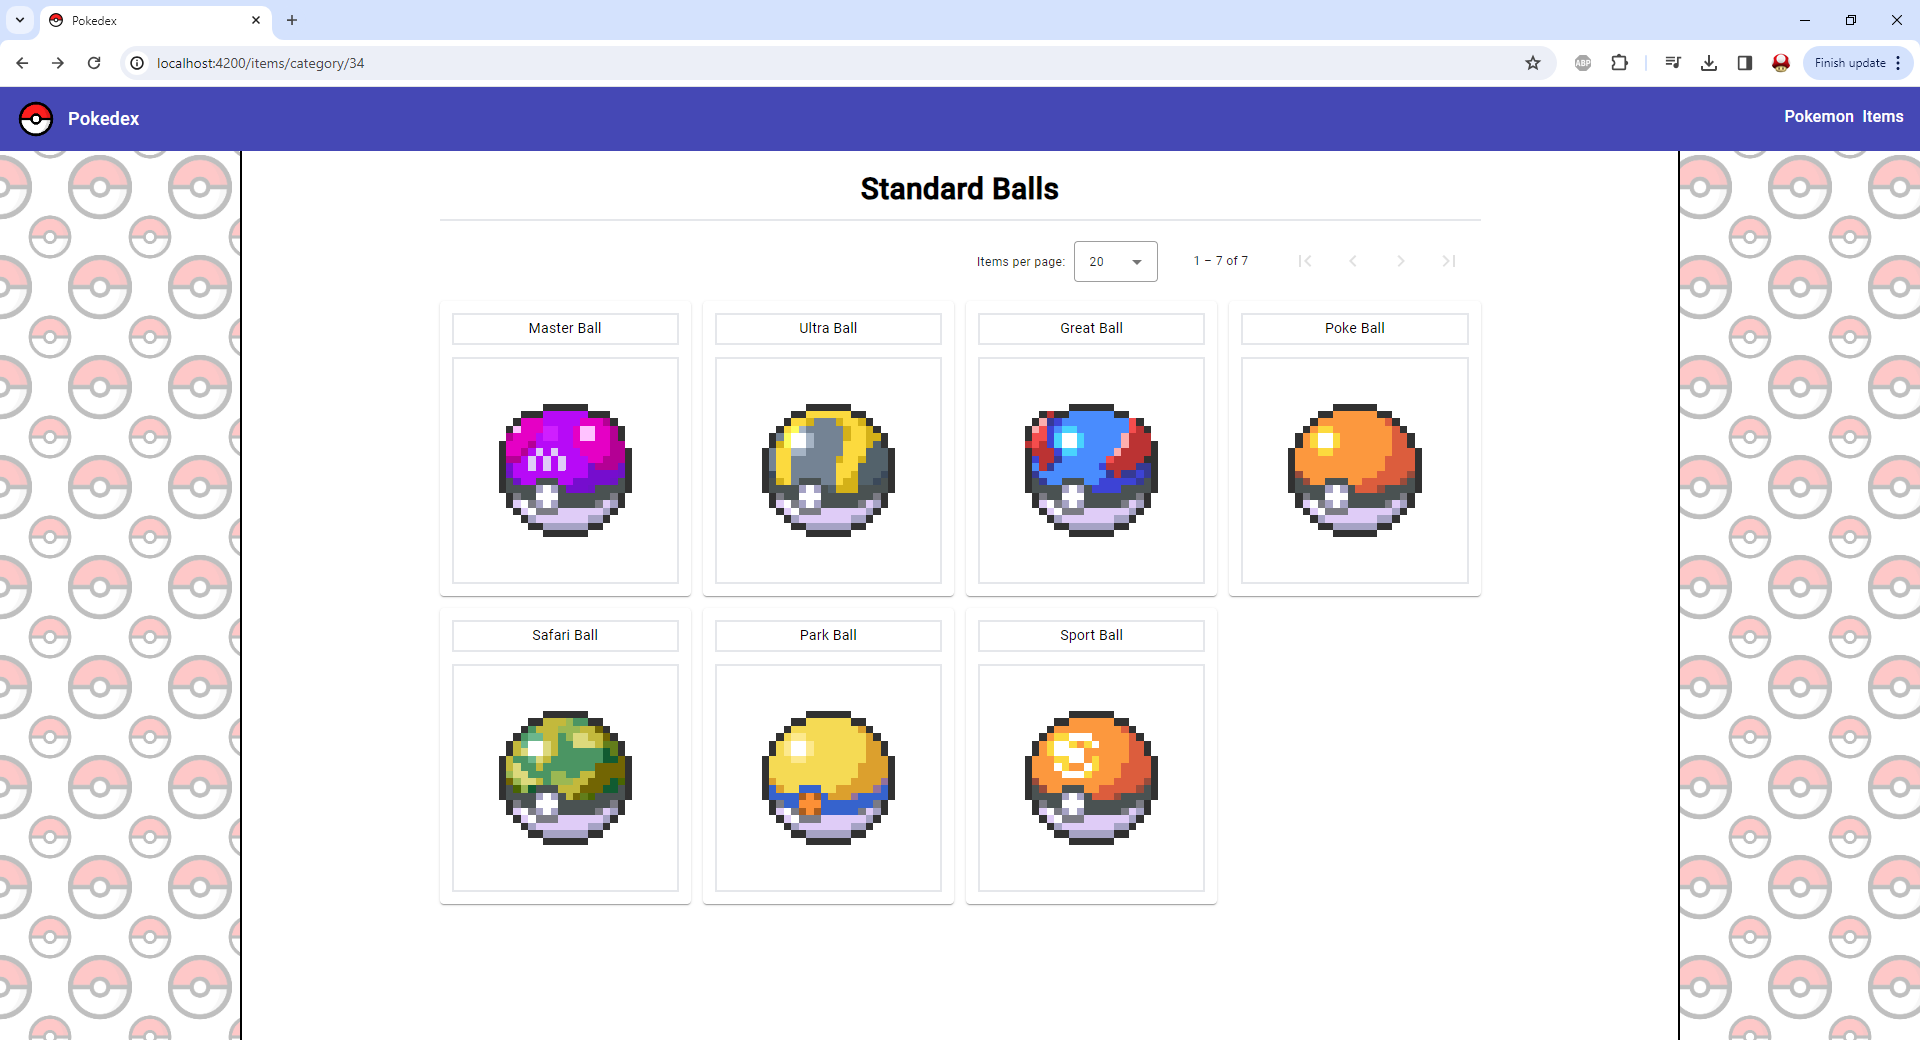 Pokedex
localhost:4200/items/category/34
ABP
Finish update
Pokedex
Pokemon Items
Standard Balls
Items per page: 20 1 – 7 of 7
Master Ball
Ultra Ball
Great Ball
Poke Ball
Safari Ball
Park Ball
Sport Ball
S